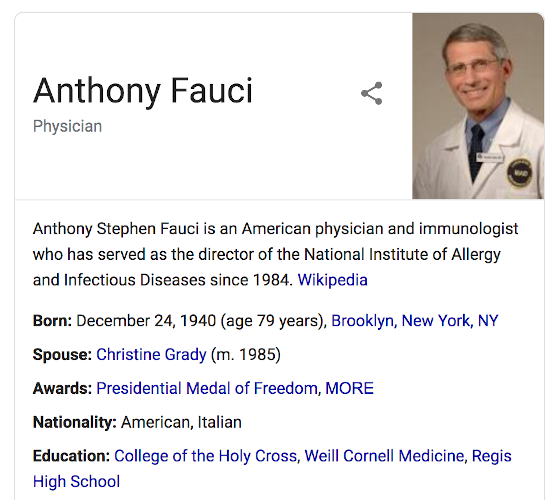 Anthony Fauci
Physician
NIAID
Anthony Stephen Fauci is an American physician and immunologist
who has served as the director of the National Institute of Allergy
and Infectious Diseases since 1984. Wikipedia
Born: December 24, 1940 (age 79 years), Brooklyn, New York, NY
Spouse: Christine Grady (m. 1985)
Awards: Presidential Medal of Freedom, MORE
Nationality: American, Italian
Education: College of the Holy Cross, Weill Cornell Medicine, Regis
High School